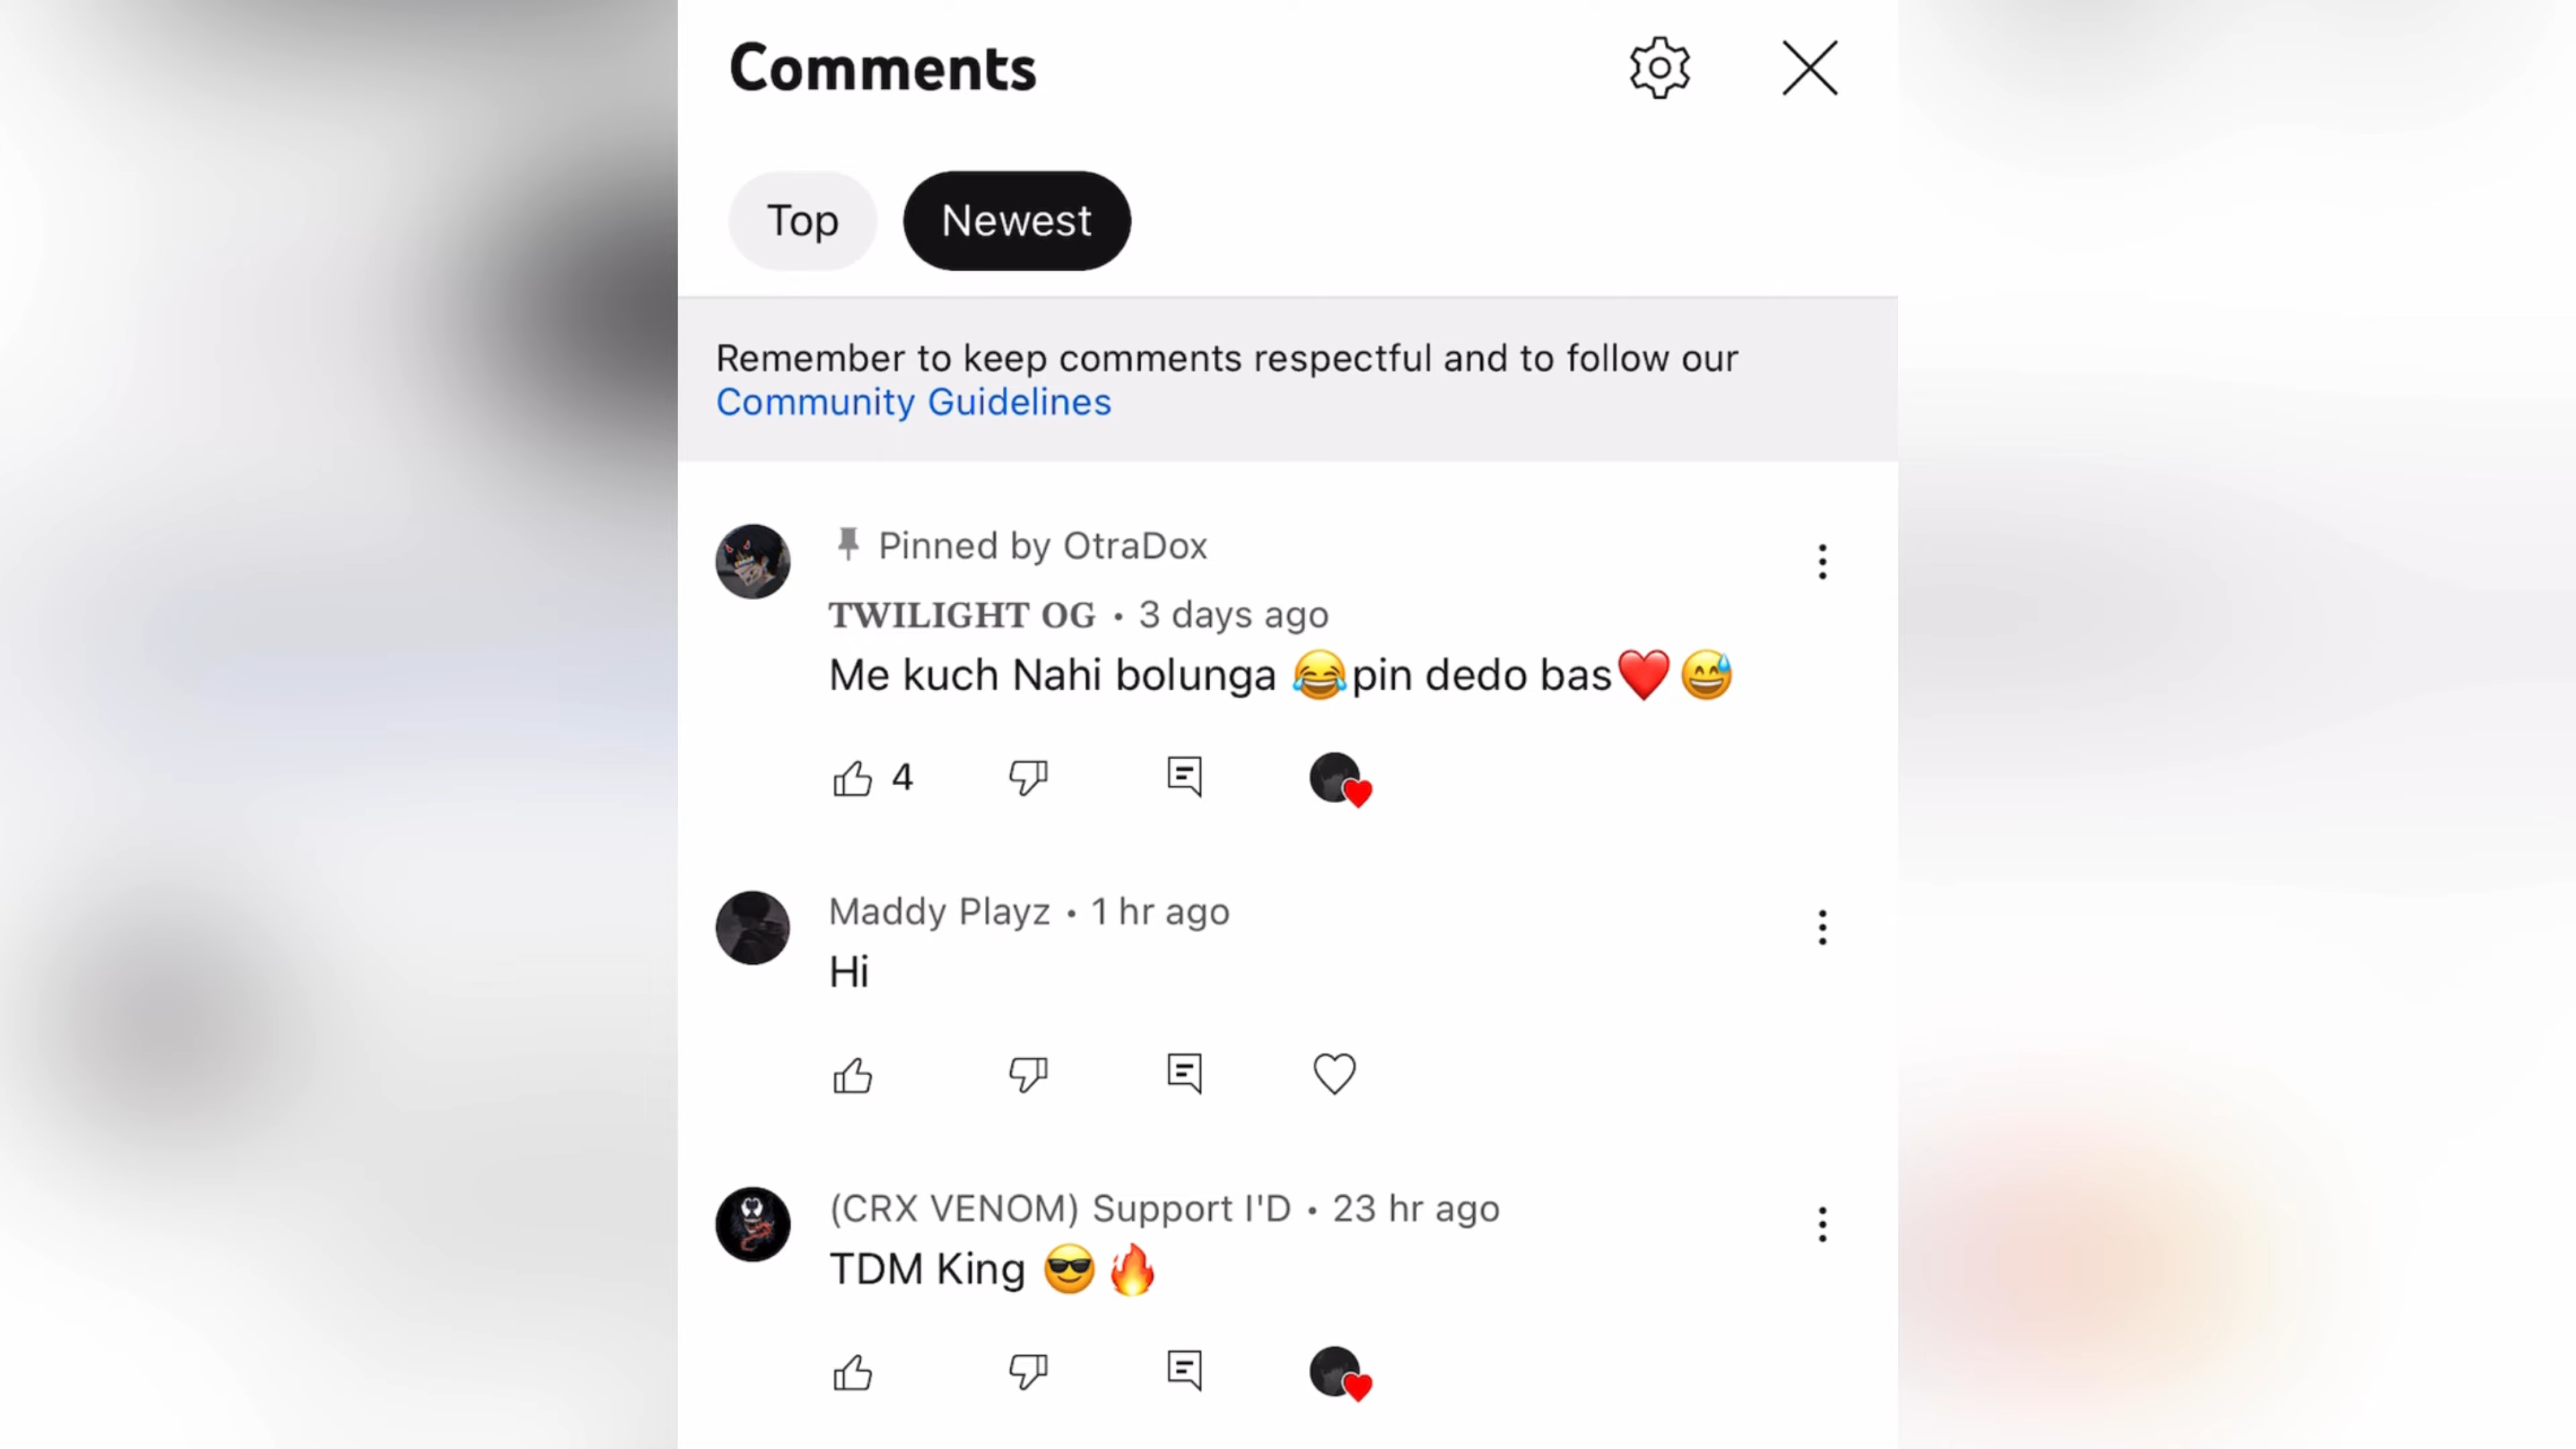 Comments
Top Newest
Remember to keep comments respectful and to follow our
Community Guidelines
Pinned by OtraDox
TWILIGHT OG • 3 days ago
Me kuch Nahi bolunga 😂pin dedo bas❤️😅
4
Maddy Playz • 1 hr ago
Hi
(CRX VENOM) Support I'D • 23 hr ago
TDM King 😎🔥